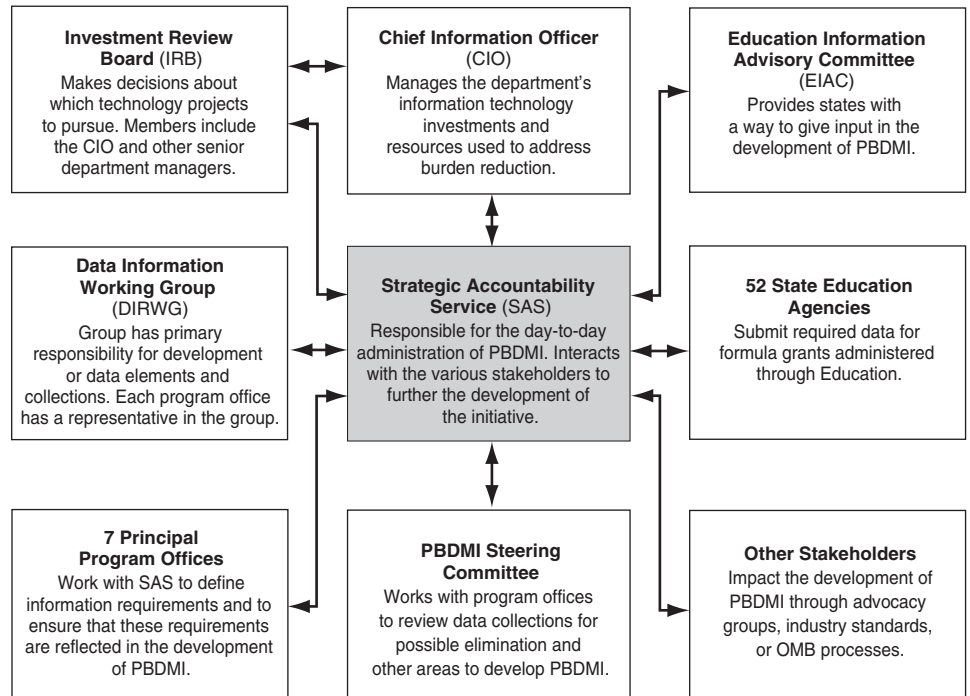 Investment Review
Board (IRB)
Makes decisions about
which technology projects
to pursue. Members include
the CIO and other senior
department managers.
Chief Information Officer
(CIO)
Manages the department's
information technology
investments and
resources used to address
burden reduction.
Education Information
Advisory Committee
(EIAC)
Provides states with
a way to give input in the
development of PBDMI.
Data Information
Working Group
(DIRWG)
Group has primary
responsibility for development
or data elements and
collections. Each program office
has a representative in the group.
Strategic Accountability
Service (SAS)
Responsible for the day-to-day
administration of PBDMI. Interacts
with the various stakeholders to
further the development of
the initiative.
52 State Education
Agencies
Submit required data for
formula grants administered
through Education.
7 Principal
Program Offices
Work with SAS to define
information requirements and to
ensure that these requirements
are reflected in the development
of PBDMI.
PBDMI Steering
Committee
Works with program offices
to review data collections for
possible elimination and
other areas to develop PBDMI.
Other Stakeholders
Impact the development of
PBDMI through advocacy
groups, industry standards,
or OMB processes.